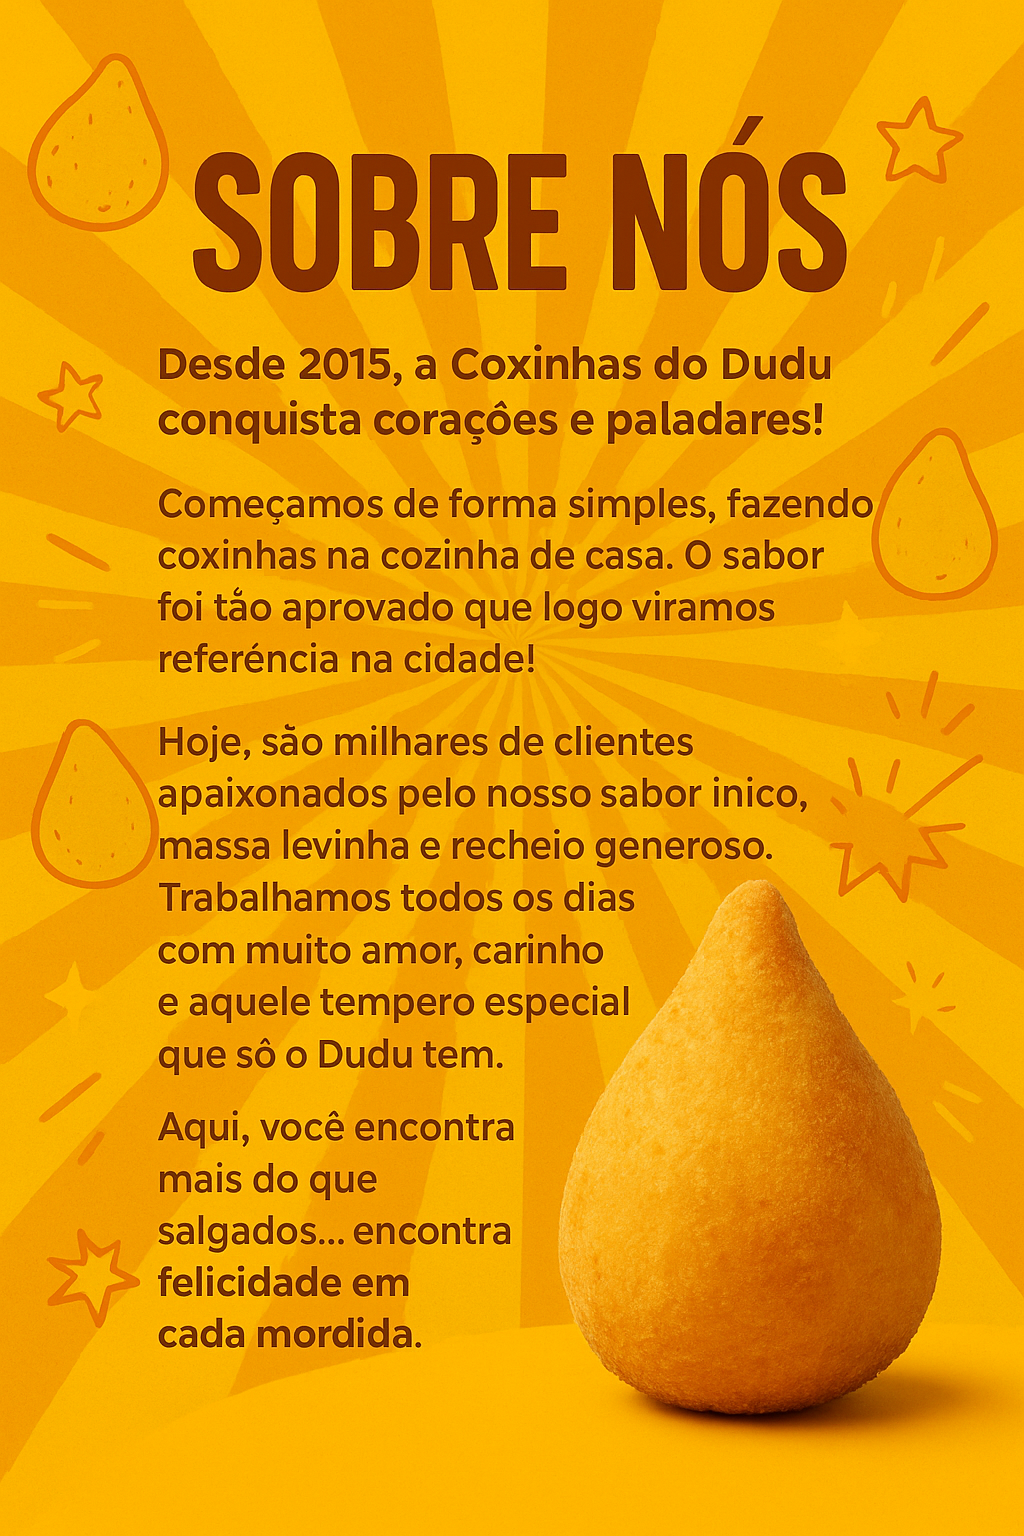 SOBRE NÓS
Desde 2015, a Coxinhas do Dudu
conquista coraçôes e paladares!
Começamos de forma simples, fazendo
coxinhas na cozinha de casa. O sabor
foi tåo aprovado que logo viramos
referéncia na cidade!
Hoje, são milhares de clientes
apaixonados pelo nosso sabor inico,
massa levinha e recheio generoso.
Trabalhamos todos os dias
com muito amor, carinho
e aquele tempero especial
que sô o Dudu tem.
Aqui, você encontra
mais do que
salgados... encontra
felicidade em
cada mordida.